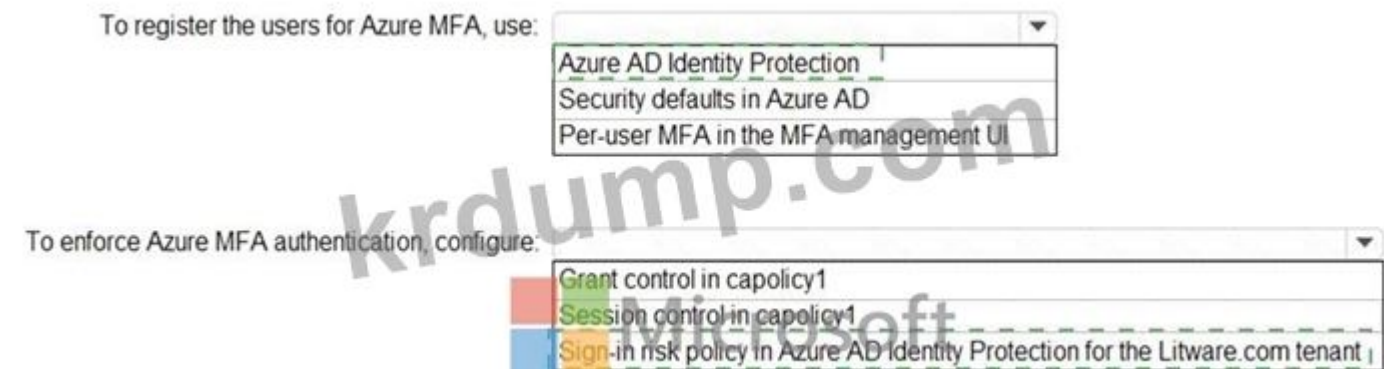 To register the users for Azure MFA, use:
Azure AD Identity Protection
Security defaults in Azure AD
Per-user MFA in the MFA management UI
krdump.com
To enforce Azure MFA authentication, configure:
Grant control in capolicy1
Session control in capolicy1
Microsoft
Sign-in risk policy in Azure AD Identity Protection for the Litware.com tenant